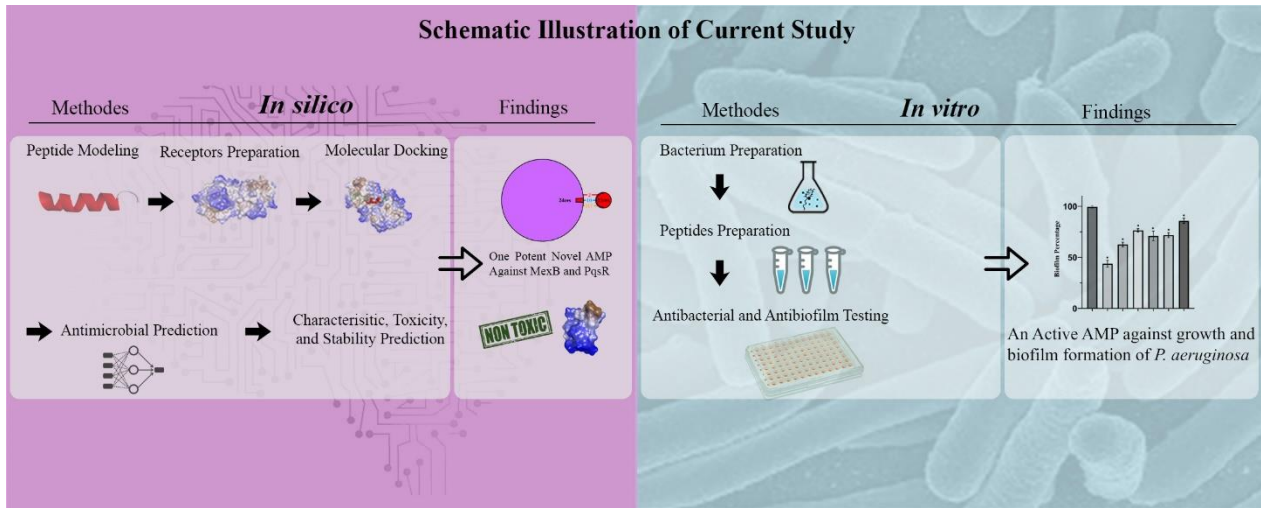 Schematic Illustration of Current Study
Methodes
In silico
Findings
Peptide Modeling
Receptors Preparation
Molecular Docking
Antimicrobial Prediction
Characterisitic, Toxicity,
and Stability Prediction
One Potent Novel AMP
Against MexB and PqsR
NON TOXIC
Methodes
In vitro
Findings
Bacterium Preparation
Peptides Preparation
Antibacterial and Antibiofilm Testing
Biofilm Percentage
100
50
0
An Active AMP against growth and
biofilm formation of P. aeruginosa